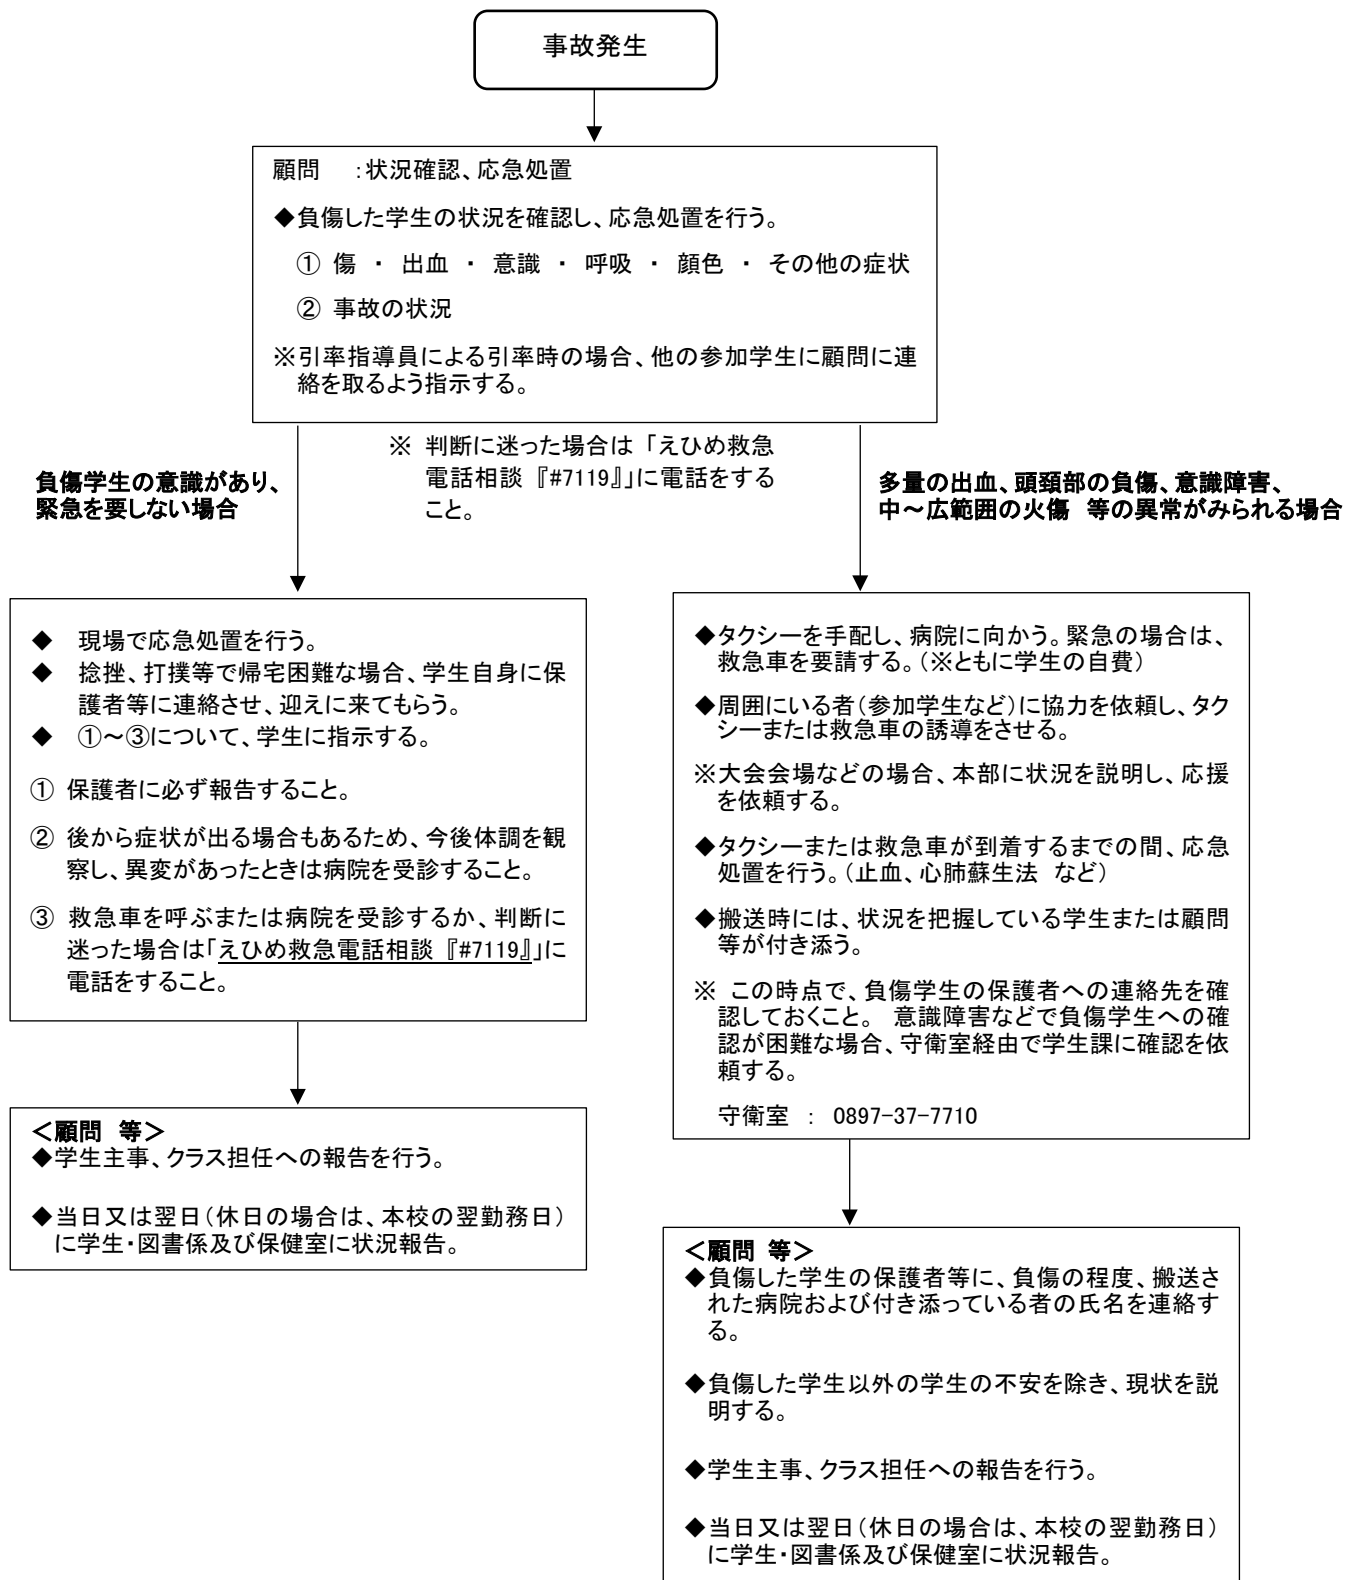 事故発生
顧問　：状況確認、応急処置
◆負傷した学生の状況を確認し、応急処置を行う。
① 傷 ・ 出血 ・ 意識 ・ 呼吸 ・ 顔色 ・ その他の症状
② 事故の状況
※引率指導員による引率時の場合、他の参加学生に顧問に連
絡を取るよう指示する。
※ 判断に迷った場合は「えひめ救急
電話相談 『#7119』」に電話をする
こと。
負傷学生の意識があり、
緊急を要しない場合
多量の出血、頭頚部の負傷、意識障害、
中～広範囲の火傷 等の異常がみられる場合
◆ 現場で応急処置を行う。
◆ 捻挫、打撲等で帰宅困難な場合、学生自身に保
護者等に連絡させ、迎えに来てもらう。
◆ ①～③について、学生に指示する。
① 保護者に必ず報告すること。
② 後から症状が出る場合もあるため、今後体調を観
察し、異変があったときは病院を受診すること。
③ 救急車を呼ぶまたは病院を受診するか、判断に
迷った場合は「えひめ救急電話相談 『#7119』」に
電話をすること。
＜顧問 等＞
◆学生主事、クラス担任への報告を行う。
◆当日又は翌日（休日の場合は、本校の翌勤務日）
に学生・図書係及び保健室に状況報告。
◆タクシーを手配し、病院に向かう。緊急の場合は、
救急車を要請する。（※ともに学生の自費）
◆周囲にいる者（参加学生など）に協力を依頼し、タク
シーまたは救急車の誘導をさせる。
※大会会場などの場合、本部に状況を説明し、応援
を依頼する。
◆タクシーまたは救急車が到着するまでの間、応急
処置を行う。（止血、心肺蘇生法 など）
◆搬送時には、状況を把握している学生または顧問
等が付き添う。
※ この時点で、負傷学生の保護者への連絡先を確
認しておくこと。 意識障害などで負傷学生への確
認が困難な場合、守衛室経由で学生課に確認を依
頼する。
守衛室 ： 0897-37-7710
＜顧問 等＞
◆負傷した学生の保護者等に、負傷の程度、搬送さ
れた病院および付き添っている者の氏名を連絡す
る。
◆負傷した学生以外の学生の不安を除き、現状を説
明する。
◆学生主事、クラス担任への報告を行う。
◆当日又は翌日（休日の場合は、本校の翌勤務日）
に学生・図書係及び保健室に状況報告。